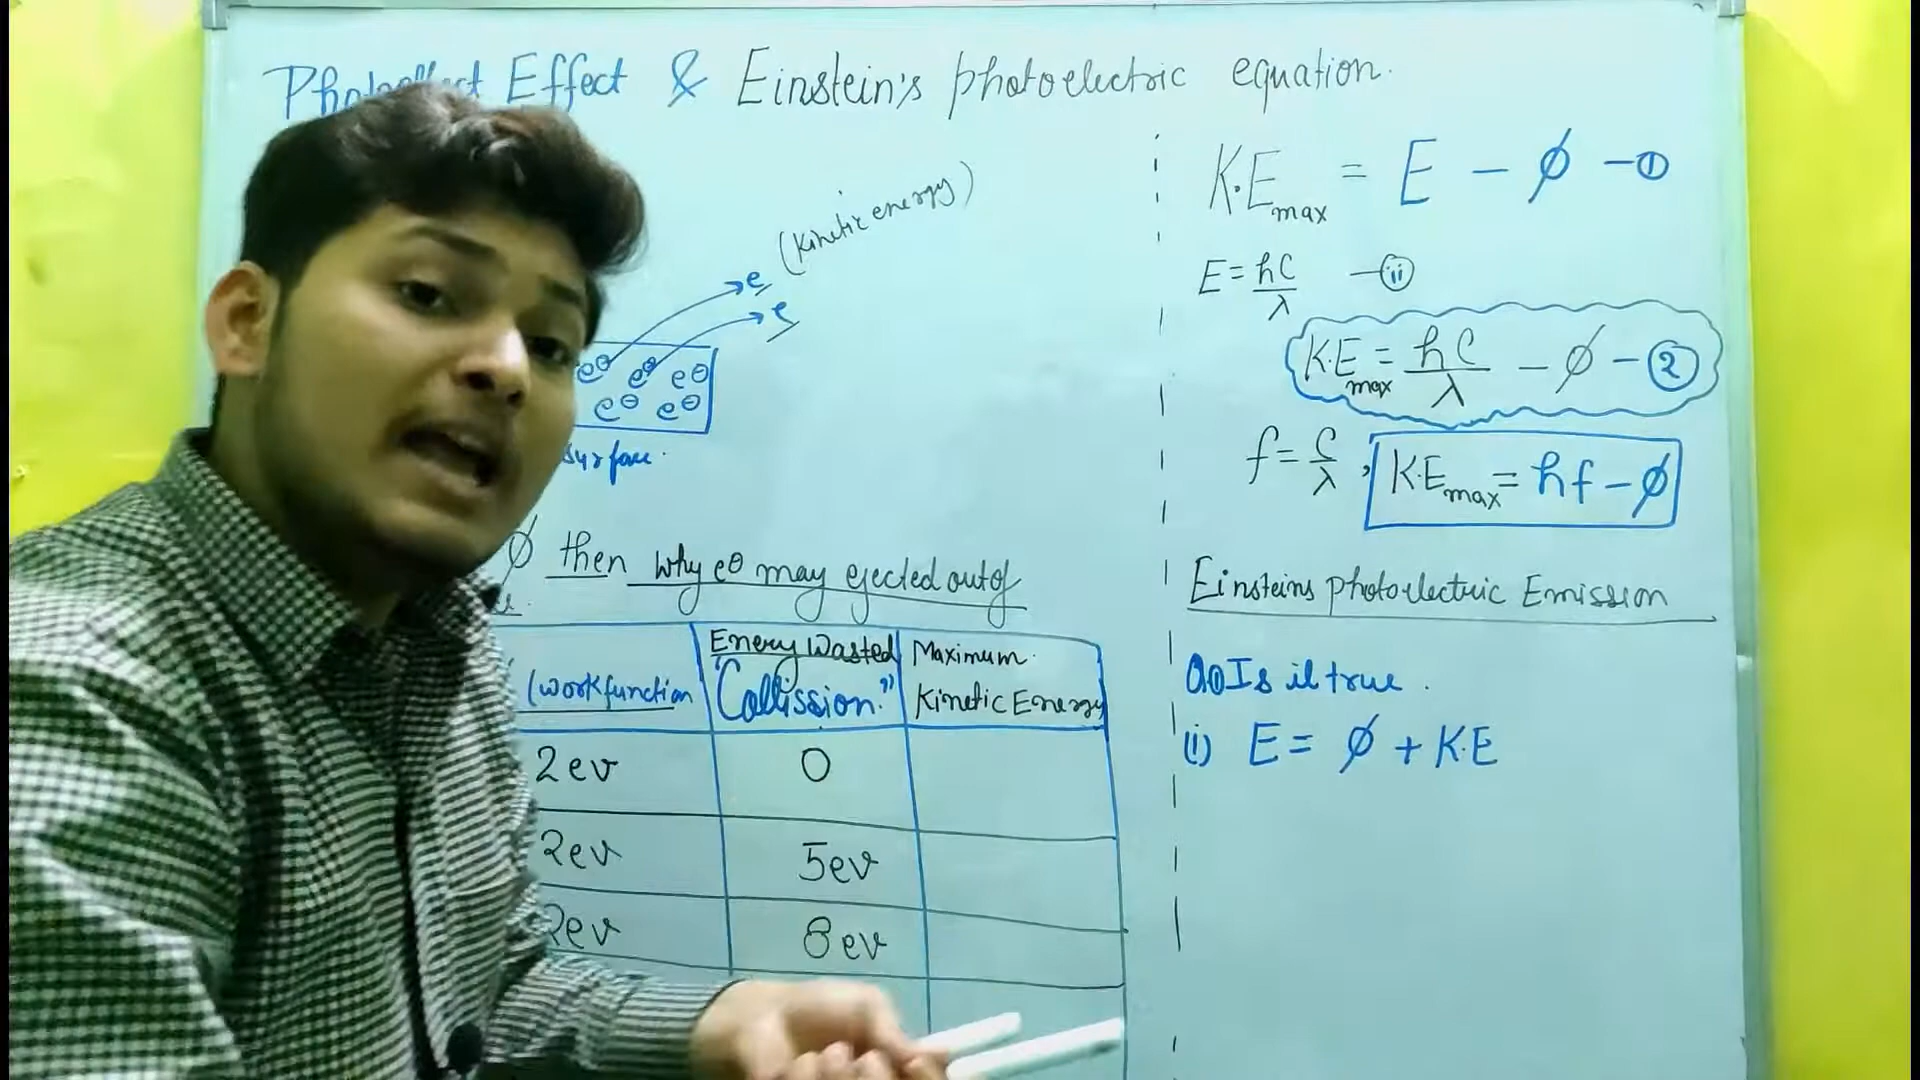 Effect & Einstein's photoelectric equation.
(Kinetic energy)
e
e
e⊖ e⊖ e⊖
e⊖ e⊖
surface.
ϕ then why e⊖ may ejected out of
(workfunction
Enery Wasted
"Collission."
Maximum
Kinetic Energy
2ev 0
2ev 5ev
2ev 8ev
K.Emax = E - ϕ -①
E = hc/λ -(ii)
K.Emax = hc/λ - ϕ - ②
f = c/λ , K.Emax = hf - ϕ
Einsteins photoelectric Emission
Q① Is it true.
(i) E = ϕ + K.E